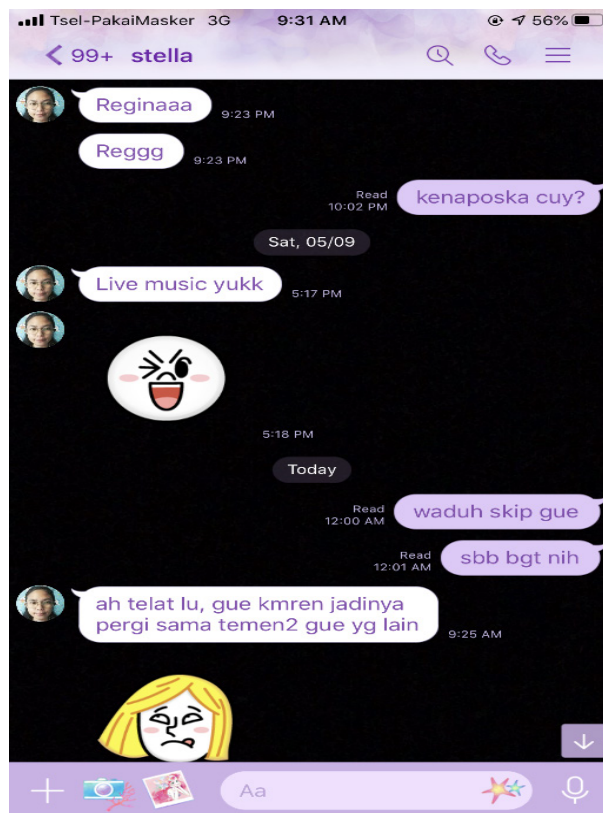 Tsel-PakaiMasker 3G 9:31 AM 56%
99+ stella
Reginaaa
9:23 PM
Reggg
9:23 PM
Read
10:02 PM
kenaposka cuy?
Sat, 05/09
Live music yukk
5:17 PM
5:18 PM
Today
Read
12:00 AM
waduh skip gue
Read
12:01 AM
sbb bgt nih
ah telat lu, gue kmren jadinya
pergi sama temen2 gue yg lain
9:25 AM
Aa